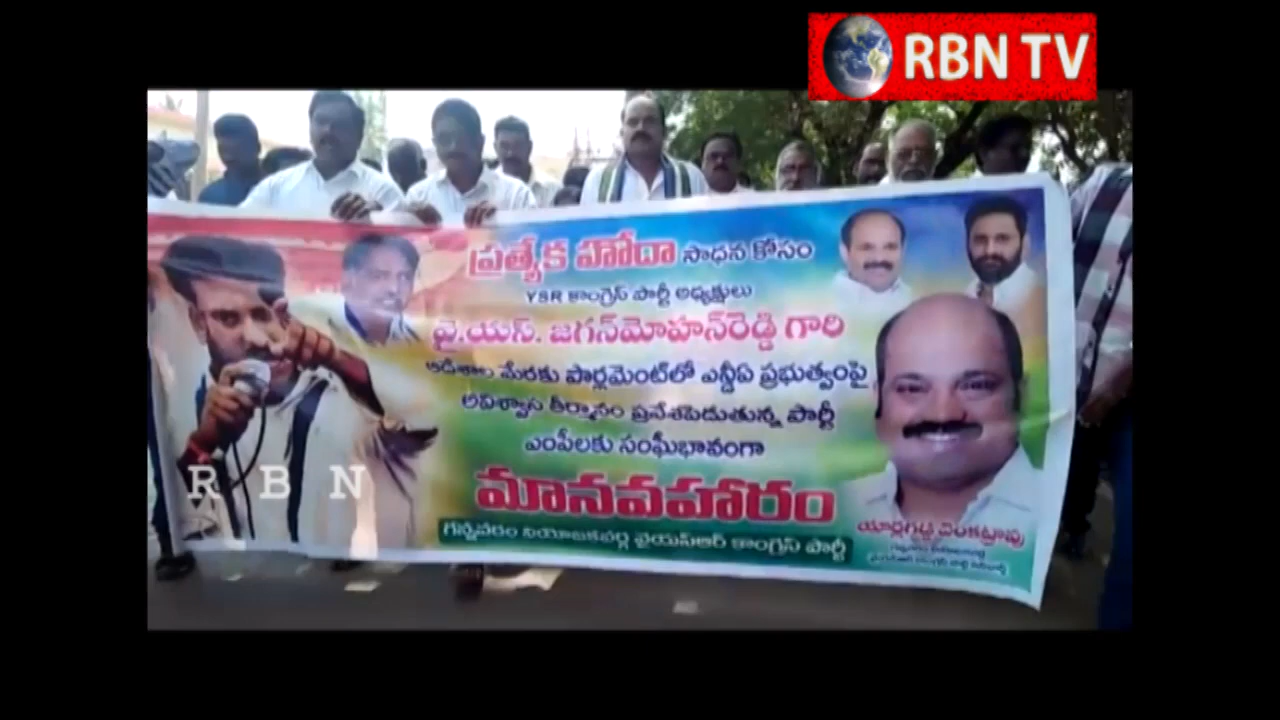 RBN TV
ప్రత్యేక హోదా సాధన కోసం
YSR కాంగ్రెస్ పార్టీ అధ్యక్షులు
వై.యస్. జగన్‌మోహన్‌రెడ్డి గారి
ఆదేశాల మేరకు పార్లమెంట్‌లో ఎన్డీఏ ప్రభుత్వంపై
అవిశ్వాస తీర్మానం ప్రవేశపెడుతున్న పార్టీ
ఎంపీలకు సంఘీభావంగా
మానవహారం
గన్నవరం నియోజకవర్గ వైయస్ఆర్ కాంగ్రెస్ పార్టీ
యార్లగడ్డ వెంకట్రావు
RBN